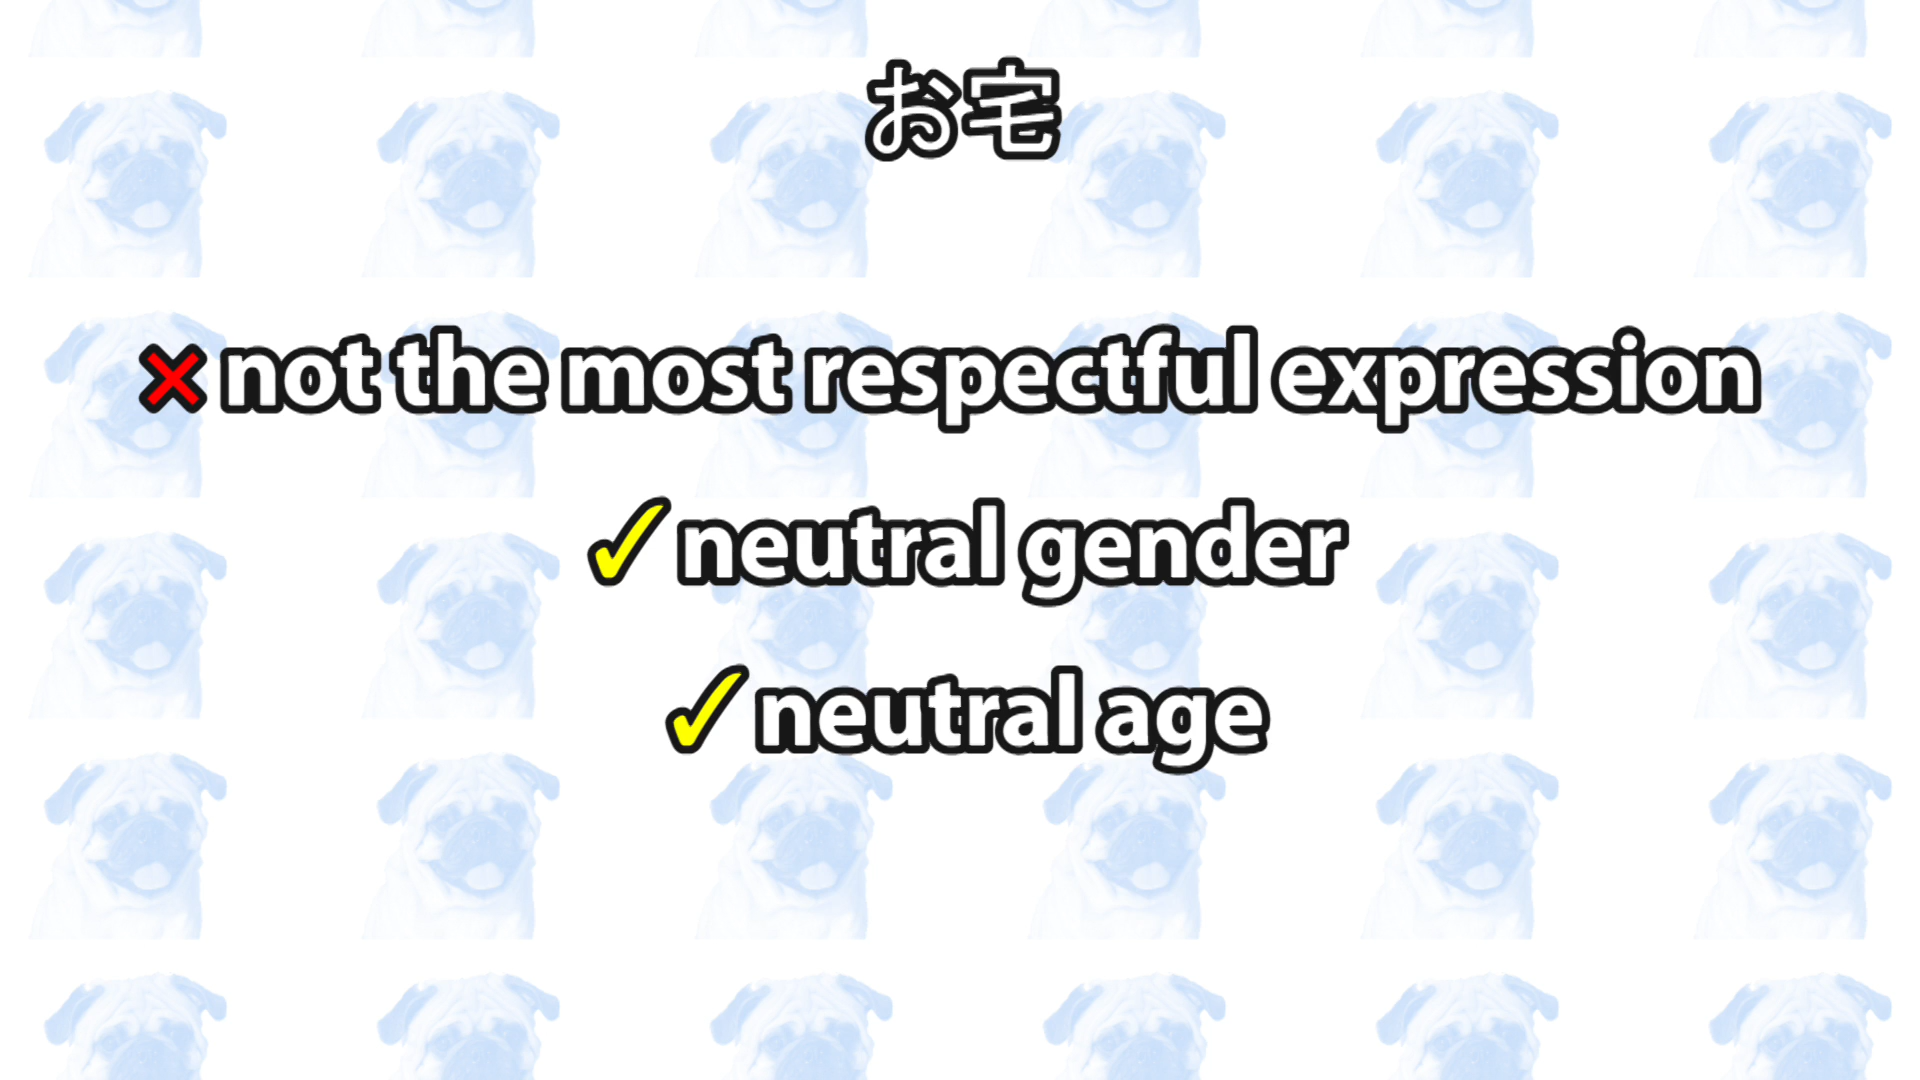 お宅
×not the most respectful expression
✓neutral gender
✓neutral age